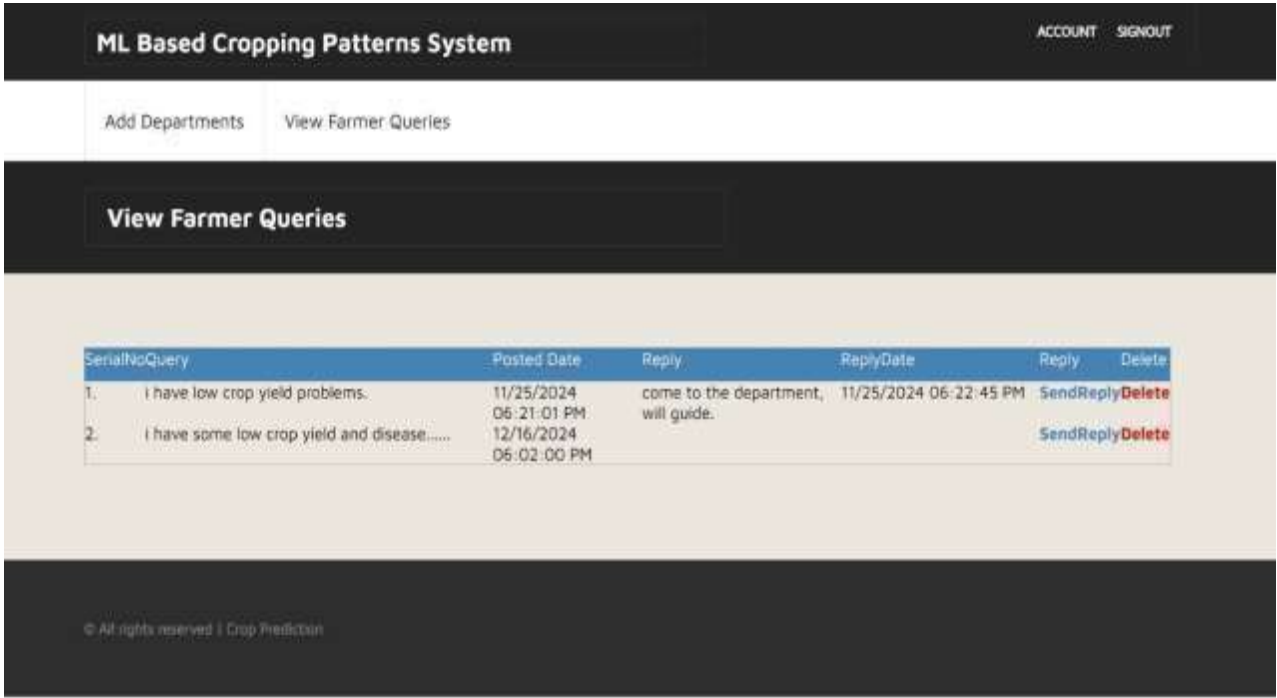 ML Based Cropping Patterns System
ACCOUNT SIGNOUT
Add Departments View Farmer Queries
View Farmer Queries
SerialNoQuery Posted Date Reply ReplyDate Reply Delete
1. I have low crop yield problems. 11/25/2024 come to the department, 11/25/2024 06:22:45 PM SendReplyDelete
06:21:01 PM will guide.
2. I have some low crop yield and disease...... 12/16/2024 SendReplyDelete
06:02:00 PM
© All rights reserved | Crop Prediction